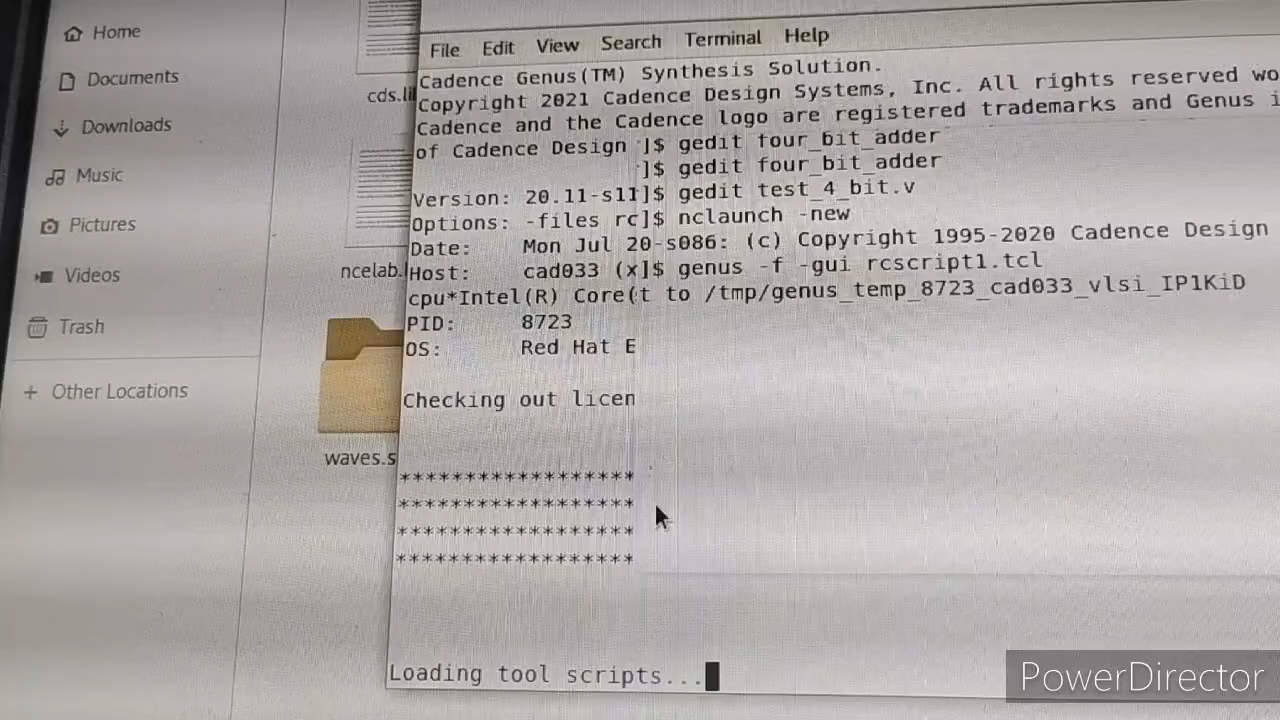 Home
Documents
Downloads
Music
Pictures
Videos
Trash
+ Other Locations
cds.li
ncelab.
waves.s
File Edit View Search Terminal Help
Cadence Genus(TM) Synthesis Solution.
Copyright 2021 Cadence Design Systems, Inc. All rights reserved wo
Cadence and the Cadence logo are registered trademarks and Genus i
of Cadence Design ]$ gedit four_bit_adder
]$ gedit four_bit_adder
Version: 20.11-s11]$ gedit test_4_bit.v
Options: -files rc]$ nclaunch -new
Date: Mon Jul 20-s086: (c) Copyright 1995-2020 Cadence Design
Host: cad033 (x]$ genus -f -gui rcscript1.tcl
cpu*Intel(R) Core(t to /tmp/genus_temp_8723_cad033_vlsi_IP1KiD
PID: 8723
OS: Red Hat E
Checking out licen
******************
******************
******************
******************
Loading tool scripts...
PowerDirector